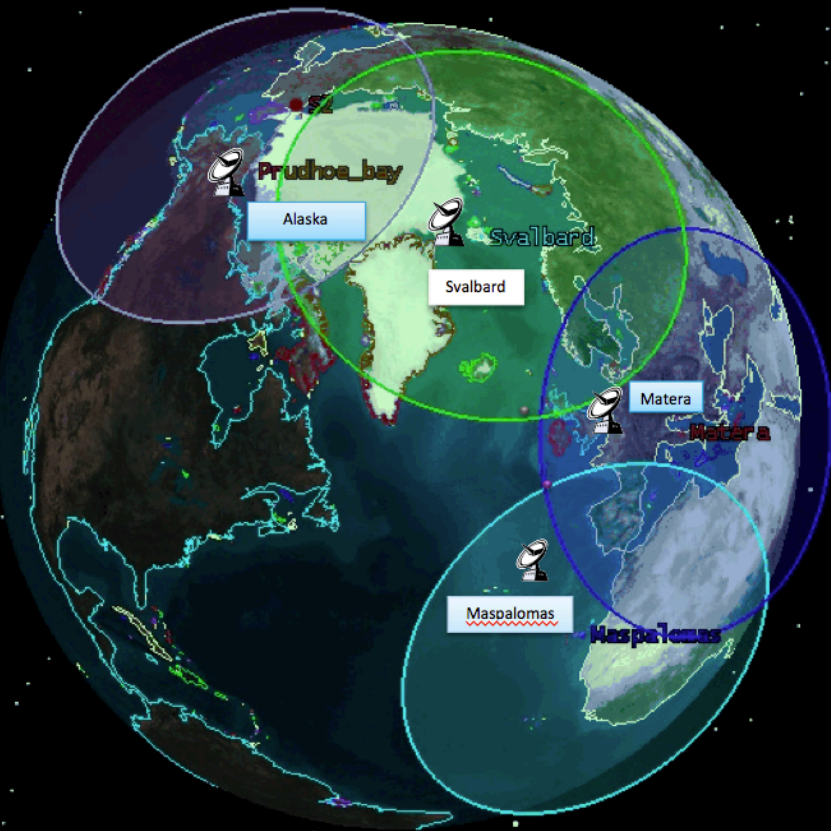 S2
Prudhoe_bay
Alaska
Svalbard
Svalbard
Matera
Matera
Maspalomas
Maspalomas